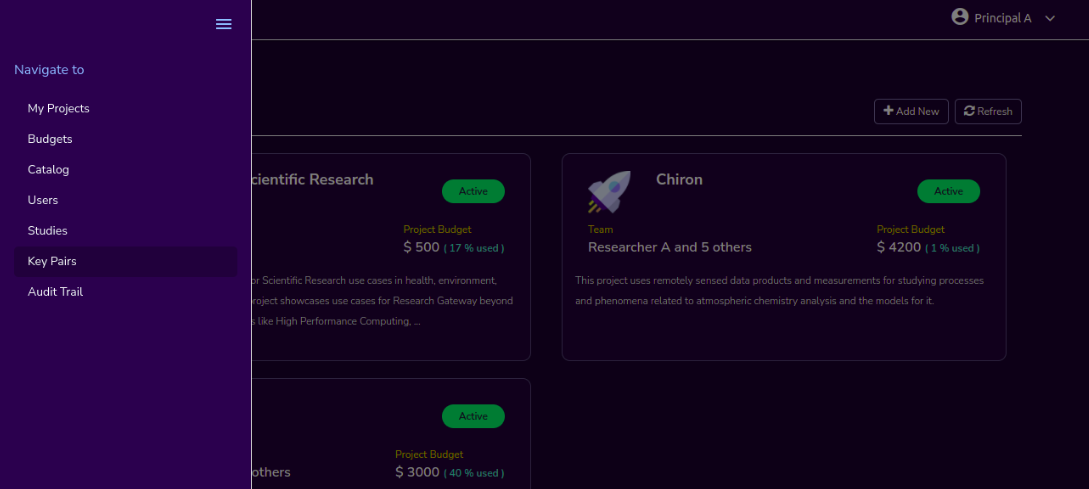 Principal A
Navigate to
My Projects
Budgets
Catalog
Users
Studies
Key Pairs
Audit Trail
Add New
Refresh
cientific Research
Active
Project Budget
$ 500 ( 17 % used )
or Scientific Research use cases in health, environment,
roject showcases use cases for Research Gateway beyond
s like High Performance Computing, ...
Chiron
Active
Team
Project Budget
Researcher A and 5 others
$ 4200 ( 1 % used )
This project uses remotely sensed data products and measurements for studying processes
and phenomena related to atmospheric chemistry analysis and the models for it.
Active
Project Budget
others
$ 3000 ( 40 % used )